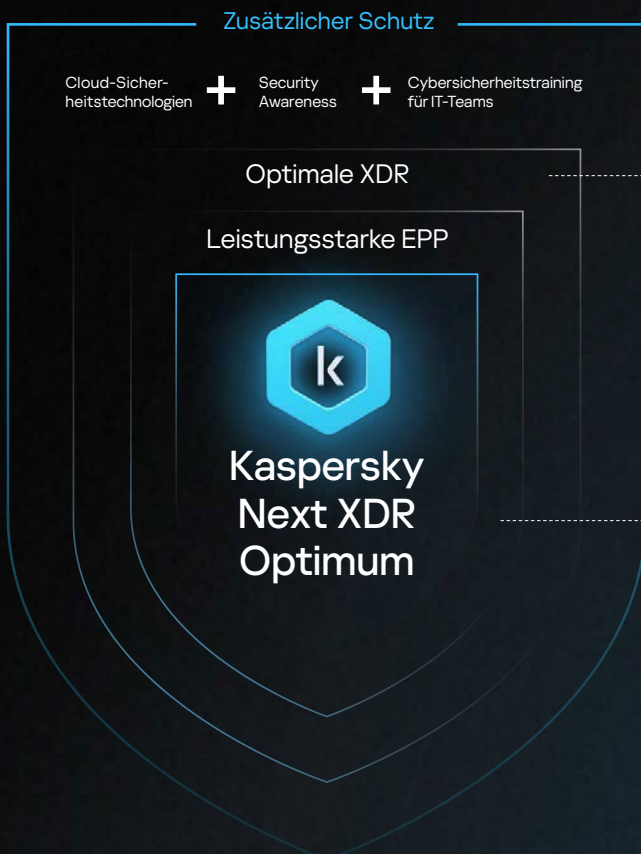 Zusätzlicher Schutz
Cloud-Sicher-
heitstechnologien
+
Security
Awareness
+
Cybersicherheitstraining
für IT-Teams
Optimale XDR
Leistungsstarke EPP
k
Kaspersky
Next XDR
Optimum